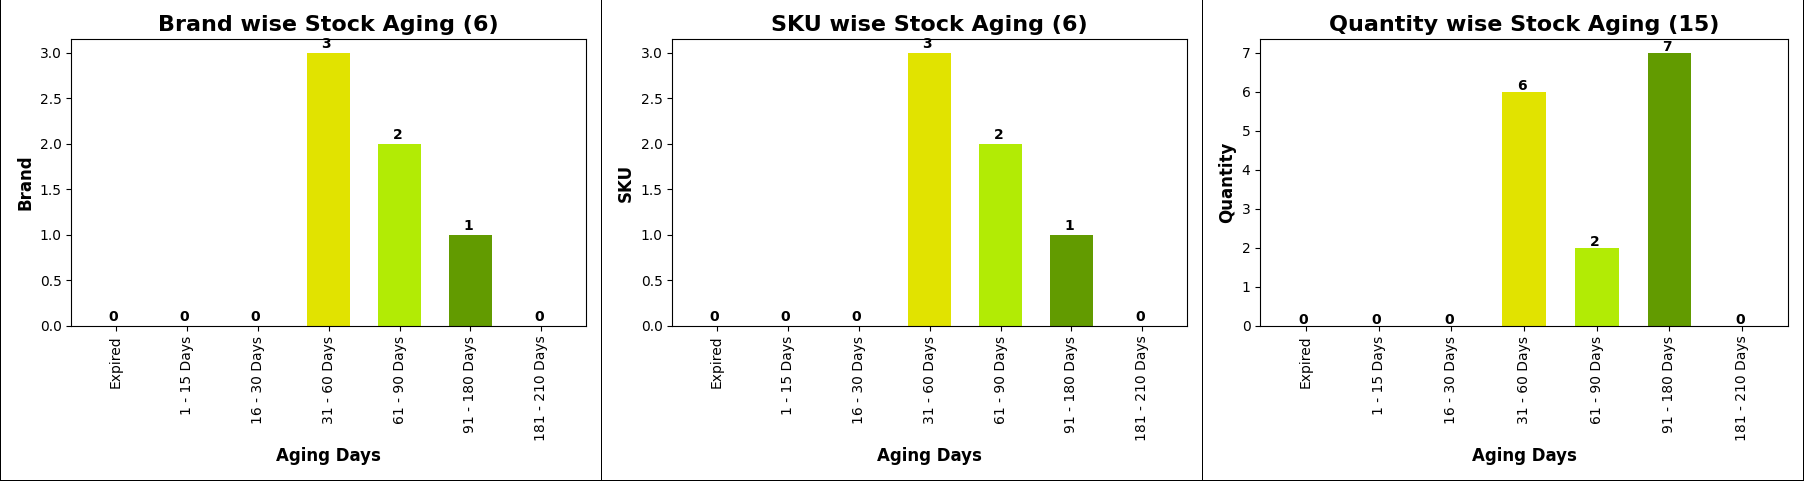 Brand wise Stock Aging (6)
3.0
2.5
2.0
1.5
1.0
0.5
0.0
Brand
0
0
0
3
2
1
0
Expired
1 - 15 Days
16 - 30 Days
31 - 60 Days
61 - 90 Days
91 - 180 Days
181 - 210 Days
Aging Days
SKU wise Stock Aging (6)
3.0
2.5
2.0
1.5
1.0
0.5
0.0
SKU
0
0
0
3
2
1
0
Expired
1 - 15 Days
16 - 30 Days
31 - 60 Days
61 - 90 Days
91 - 180 Days
181 - 210 Days
Aging Days
Quantity wise Stock Aging (15)
7
6
5
4
3
2
1
0
Quantity
0
0
0
6
2
7
0
Expired
1 - 15 Days
16 - 30 Days
31 - 60 Days
61 - 90 Days
91 - 180 Days
181 - 210 Days
Aging Days